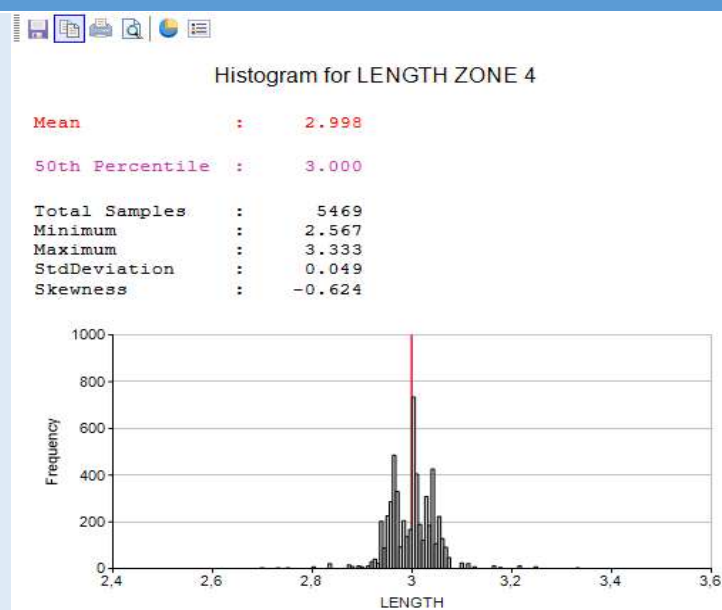 Histogram for LENGTH ZONE 4
Mean : 2.998
50th Percentile : 3.000
Total Samples : 5469
Minimum : 2.567
Maximum : 3.333
StdDeviation : 0.049
Skewness : -0.624
1000
800
600
400
200
0
Frequency
2,4 2,6 2,8 3 3,2 3,4 3,6
LENGTH